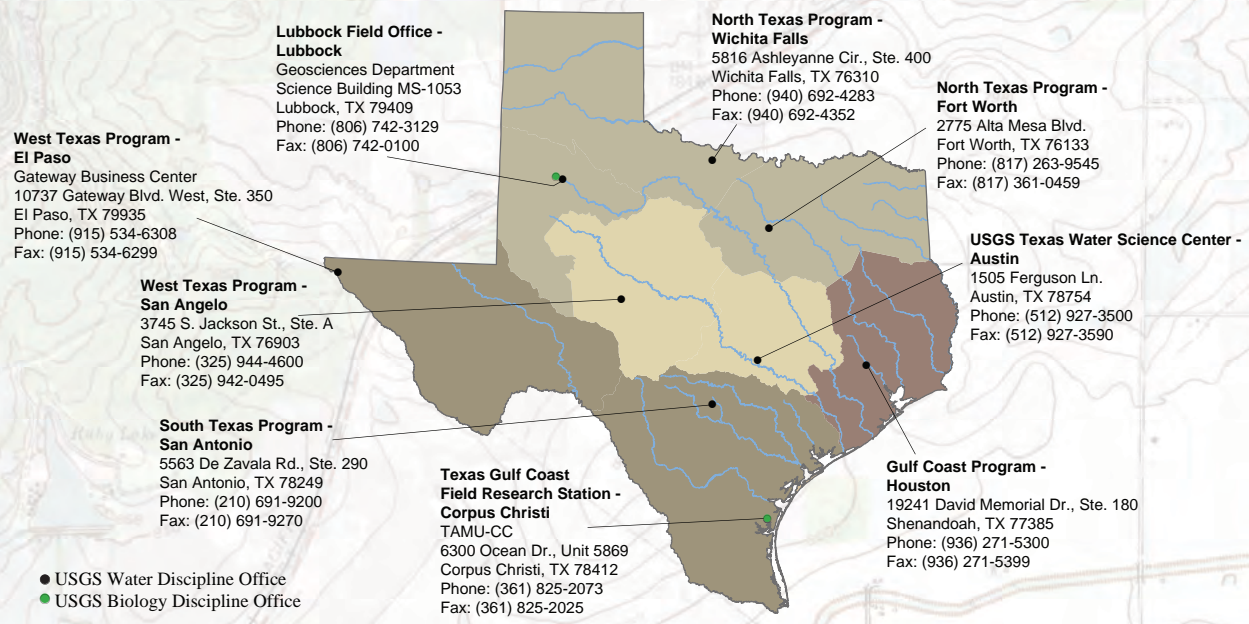 Lubbock Field Office -
Lubbock
Geosciences Department
Science Building MS-1053
Lubbock, TX 79409
Phone: (806) 742-3129
Fax: (806) 742-0100
North Texas Program -
Wichita Falls
5816 Ashleyanne Cir., Ste. 400
Wichita Falls, TX 76310
Phone: (940) 692-4283
Fax: (940) 692-4352
North Texas Program -
Fort Worth
2775 Alta Mesa Blvd.
Fort Worth, TX 76133
Phone: (817) 263-9545
Fax: (817) 361-0459
West Texas Program -
El Paso
Gateway Business Center
10737 Gateway Blvd. West, Ste. 350
El Paso, TX 79935
Phone: (915) 534-6308
Fax: (915) 534-6299
USGS Texas Water Science Center -
Austin
1505 Ferguson Ln.
Austin, TX 78754
Phone: (512) 927-3500
Fax: (512) 927-3590
West Texas Program -
San Angelo
3745 S. Jackson St., Ste. A
San Angelo, TX 76903
Phone: (325) 944-4600
Fax: (325) 942-0495
South Texas Program -
San Antonio
5563 De Zavala Rd., Ste. 290
San Antonio, TX 78249
Phone: (210) 691-9200
Fax: (210) 691-9270
Texas Gulf Coast
Field Research Station -
Corpus Christi
TAMU-CC
6300 Ocean Dr., Unit 5869
Corpus Christi, TX 78412
Phone: (361) 825-2073
Fax: (361) 825-2025
Gulf Coast Program -
Houston
19241 David Memorial Dr., Ste. 180
Shenandoah, TX 77385
Phone: (936) 271-5300
Fax: (936) 271-5399
USGS Water Discipline Office
USGS Biology Discipline Office